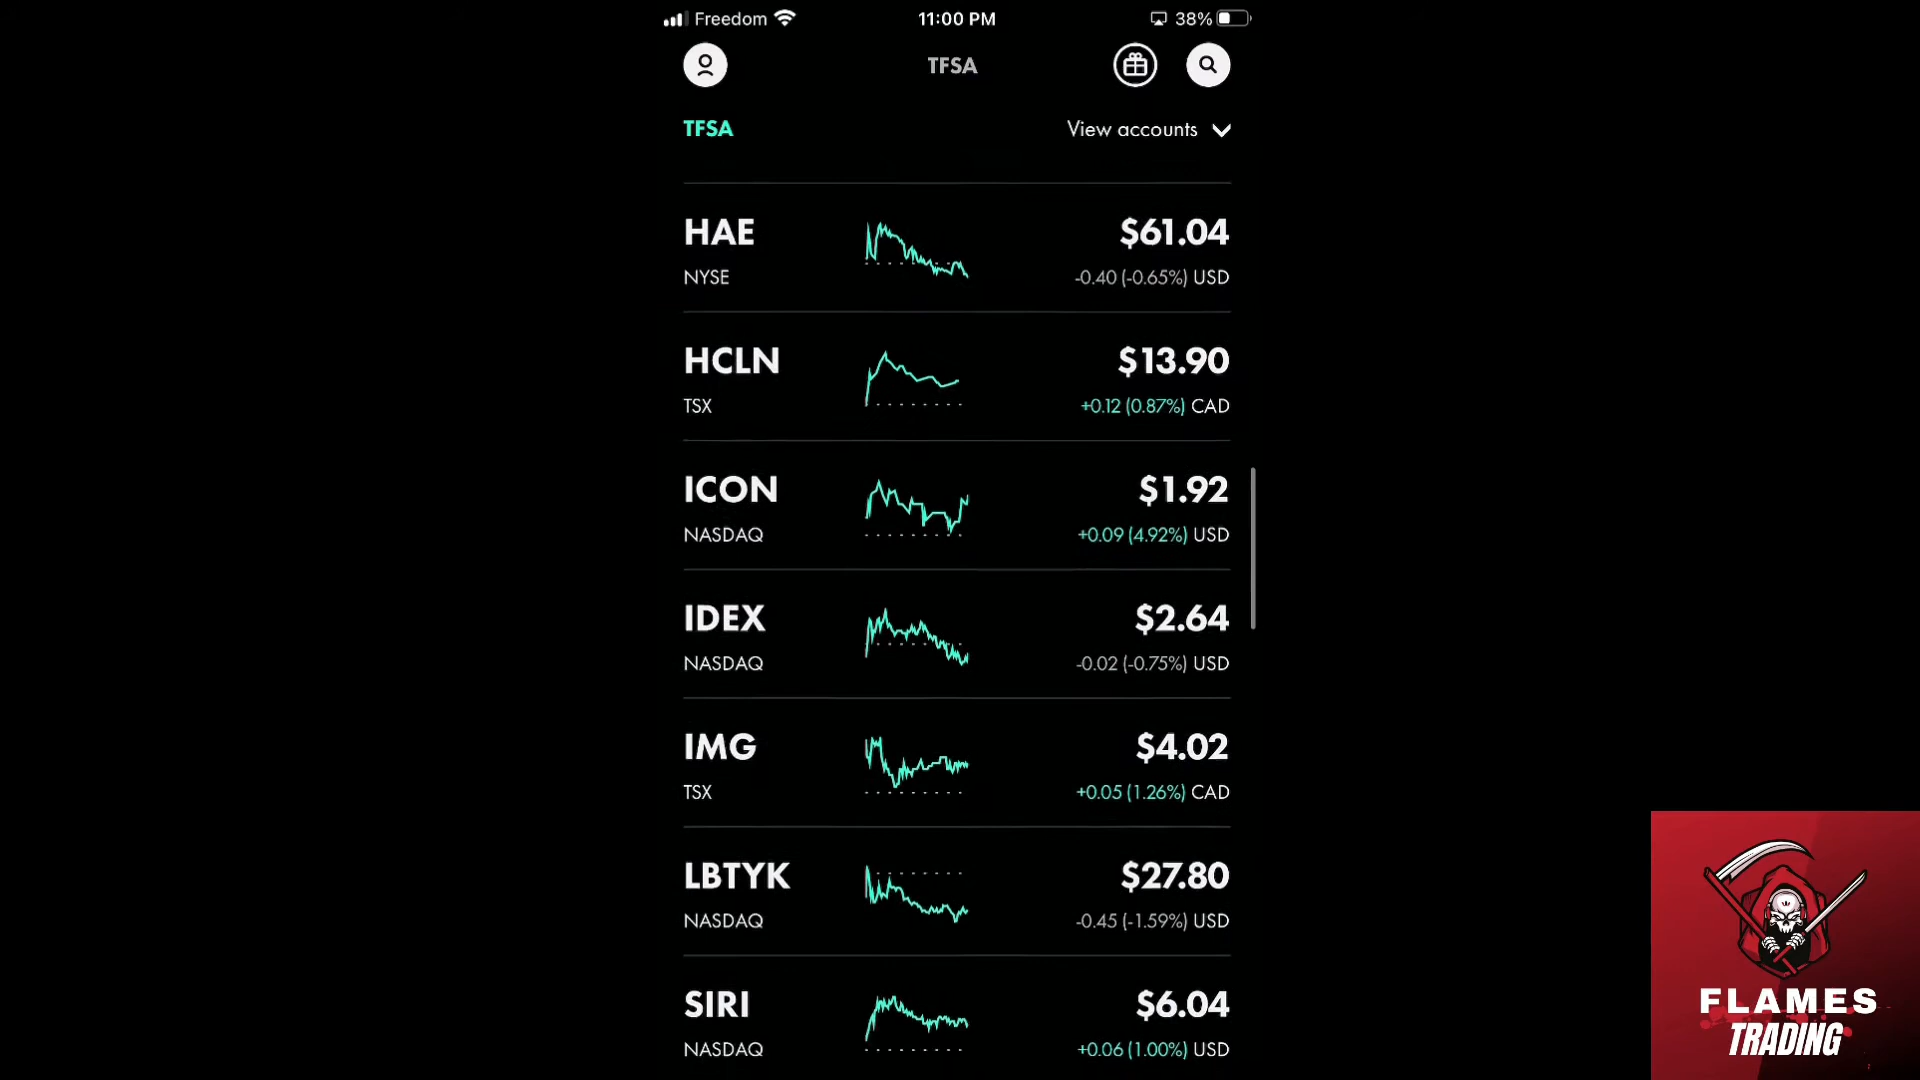 Freedom 11:00 PM 38%
TFSA
TFSA View accounts
HAE $61.04
NYSE -0.40 (-0.65%) USD
HCLN $13.90
TSX +0.12 (0.87%) CAD
ICON $1.92
NASDAQ +0.09 (4.92%) USD
IDEX $2.64
NASDAQ -0.02 (-0.75%) USD
IMG $4.02
TSX +0.05 (1.26%) CAD
LBTYK $27.80
NASDAQ -0.45 (-1.59%) USD
SIRI $6.04
NASDAQ +0.06 (1.00%) USD
FLAMES
TRADING